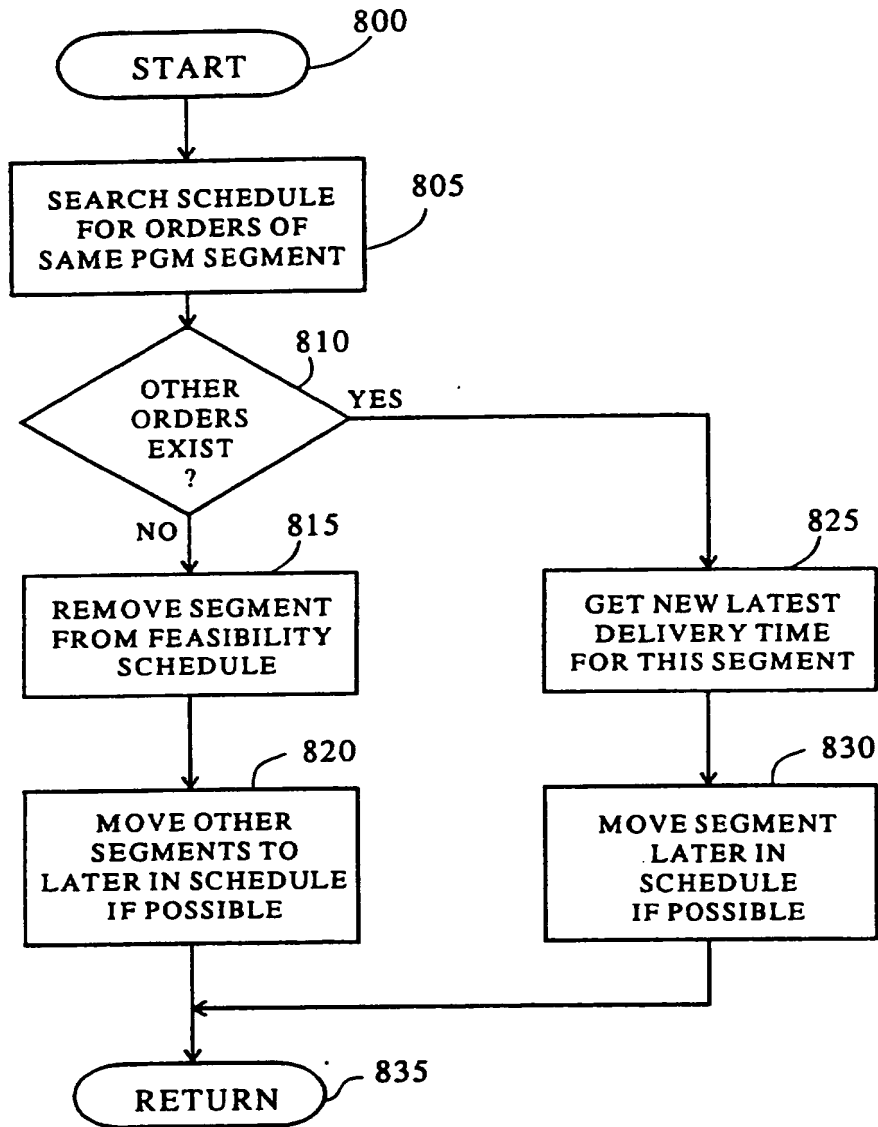 800
START
805
SEARCH SCHEDULE
FOR ORDERS OF
SAME PGM SEGMENT
810
OTHER
ORDERS
EXIST
?
YES
NO
815
REMOVE SEGMENT
FROM FEASIBILITY
SCHEDULE
825
GET NEW LATEST
DELIVERY TIME
FOR THIS SEGMENT
820
MOVE OTHER
SEGMENTS TO
LATER IN SCHEDULE
IF POSSIBLE
830
MOVE SEGMENT
LATER IN
SCHEDULE
IF POSSIBLE
RETURN
835